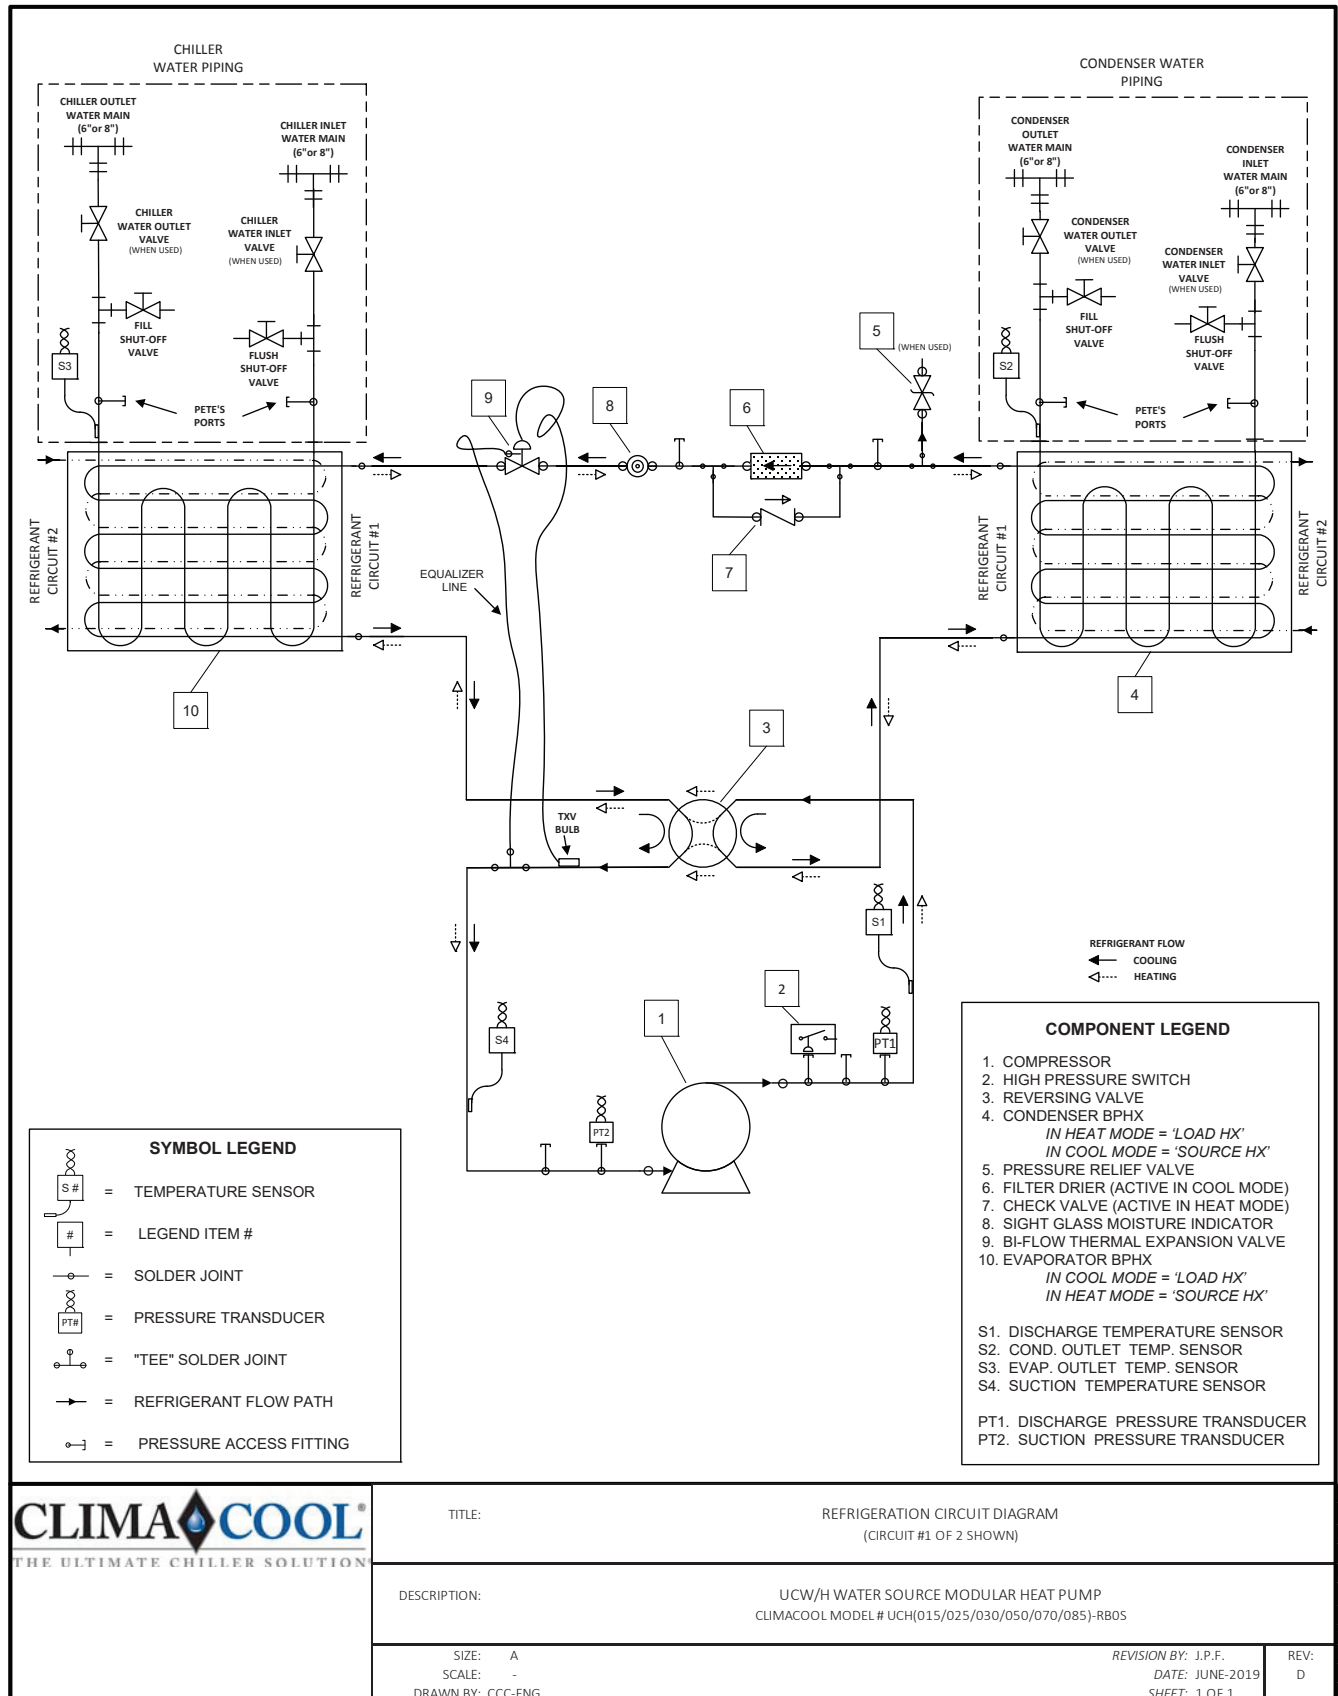 CHILLER
WATER PIPING
CONDENSER WATER
PIPING
CHILLER OUTLET
WATER MAIN
(6"or 8")
CHILLER INLET
WATER MAIN
(6"or 8")
CHILLER
WATER OUTLET
VALVE
(WHEN USED)
CHILLER
WATER INLET
VALVE
(WHEN USED)
FILL
SHUT-OFF
VALVE
FLUSH
SHUT-OFF
VALVE
S3
PETE'S
PORTS
CONDENSER
OUTLET
WATER MAIN
(6"or 8")
CONDENSER
INLET
WATER MAIN
(6"or 8")
CONDENSER
WATER OUTLET
VALVE
(WHEN USED)
CONDENSER
WATER INLET
VALVE
(WHEN USED)
FILL
SHUT-OFF
VALVE
FLUSH
SHUT-OFF
VALVE
S2
PETE'S
PORTS
5
(WHEN USED)
9
8
6
7
REFRIGERANT
CIRCUIT #2
REFRIGERANT
CIRCUIT #1
EQUALIZER
LINE
REFRIGERANT
CIRCUIT #1
REFRIGERANT
CIRCUIT #2
10
4
3
TXV
BULB
S1
S4
2
1
PT1
PT2
REFRIGERANT FLOW
COOLING
HEATING
COMPONENT LEGEND
1. COMPRESSOR
2. HIGH PRESSURE SWITCH
3. REVERSING VALVE
4. CONDENSER BPHX
IN HEAT MODE = ‘LOAD HX’
IN COOL MODE = ‘SOURCE HX’
5. PRESSURE RELIEF VALVE
6. FILTER DRIER (ACTIVE IN COOL MODE)
7. CHECK VALVE (ACTIVE IN HEAT MODE)
8. SIGHT GLASS MOISTURE INDICATOR
9. BI-FLOW THERMAL EXPANSION VALVE
10. EVAPORATOR BPHX
IN COOL MODE = ‘LOAD HX’
IN HEAT MODE = ‘SOURCE HX’
S1. DISCHARGE TEMPERATURE SENSOR
S2. COND. OUTLET TEMP. SENSOR
S3. EVAP. OUTLET TEMP. SENSOR
S4. SUCTION TEMPERATURE SENSOR
PT1. DISCHARGE PRESSURE TRANSDUCER
PT2. SUCTION PRESSURE TRANSDUCER
SYMBOL LEGEND
S # = TEMPERATURE SENSOR
# = LEGEND ITEM #
= SOLDER JOINT
PT# = PRESSURE TRANSDUCER
= "TEE" SOLDER JOINT
= REFRIGERANT FLOW PATH
= PRESSURE ACCESS FITTING
CLIMACOOL®
THE ULTIMATE CHILLER SOLUTION
TITLE: REFRIGERATION CIRCUIT DIAGRAM
(CIRCUIT #1 OF 2 SHOWN)
DESCRIPTION: UCW/H WATER SOURCE MODULAR HEAT PUMP
CLIMACOOL MODEL # UCH(015/025/030/050/070/085)-RB0S
SIZE: A
SCALE: -
DRAWN BY: CCC-ENG
REVISION BY: J.P.F.
DATE: JUNE-2019
SHEET: 1 OF 1
REV:
D